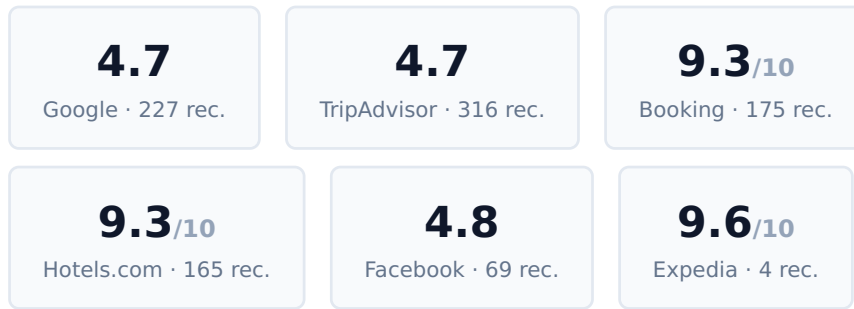 4.7
Google · 227 rec.
4.7
TripAdvisor · 316 rec.
9.3/10
Booking · 175 rec.
9.3/10
Hotels.com · 165 rec.
4.8
Facebook · 69 rec.
9.6/10
Expedia · 4 rec.